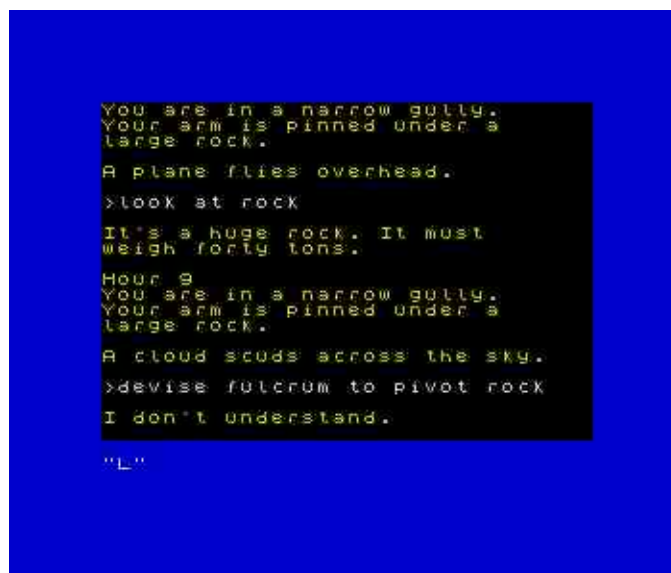 You are in a narrow gully.
Your arm is pinned under a
large rock.
A plane flies overhead.
>look at rock
It's a huge rock. It must
weigh forty tons.
Hour 9
You are in a narrow gully.
Your arm is pinned under a
large rock.
A cloud scuds across the sky.
>devise fulcrum to pivot rock
I don't understand.
"L"